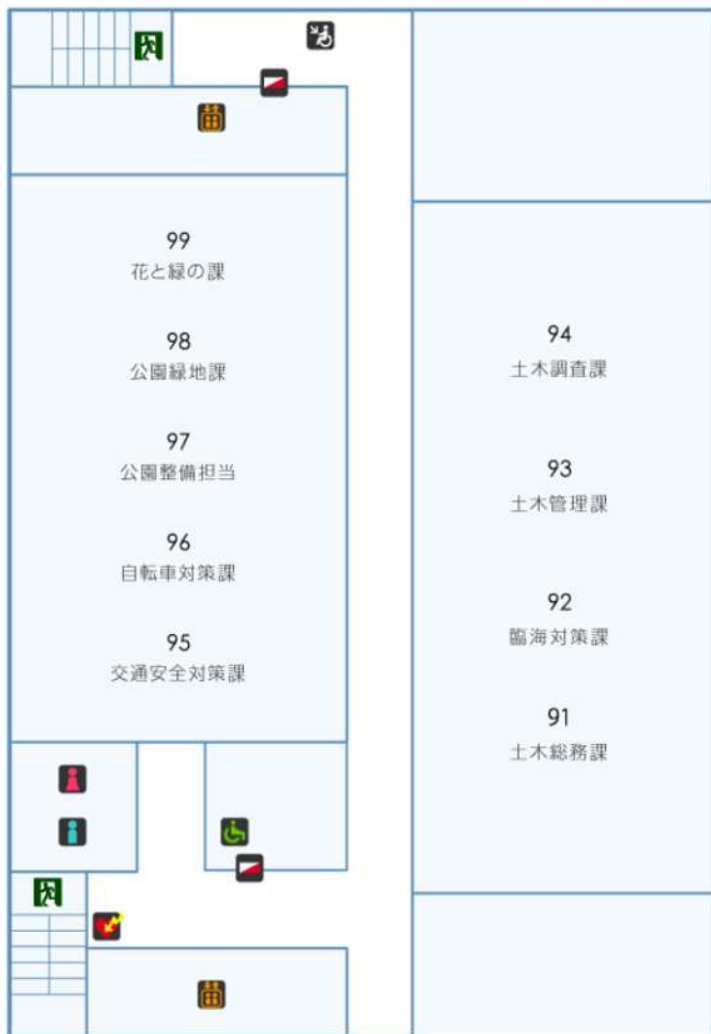 99
花と緑の課
98
公園緑地課
97
公園整備担当
96
自転車対策課
95
交通安全対策課
94
土木調査課
93
土木管理課
92
臨海対策課
91
土木総務課